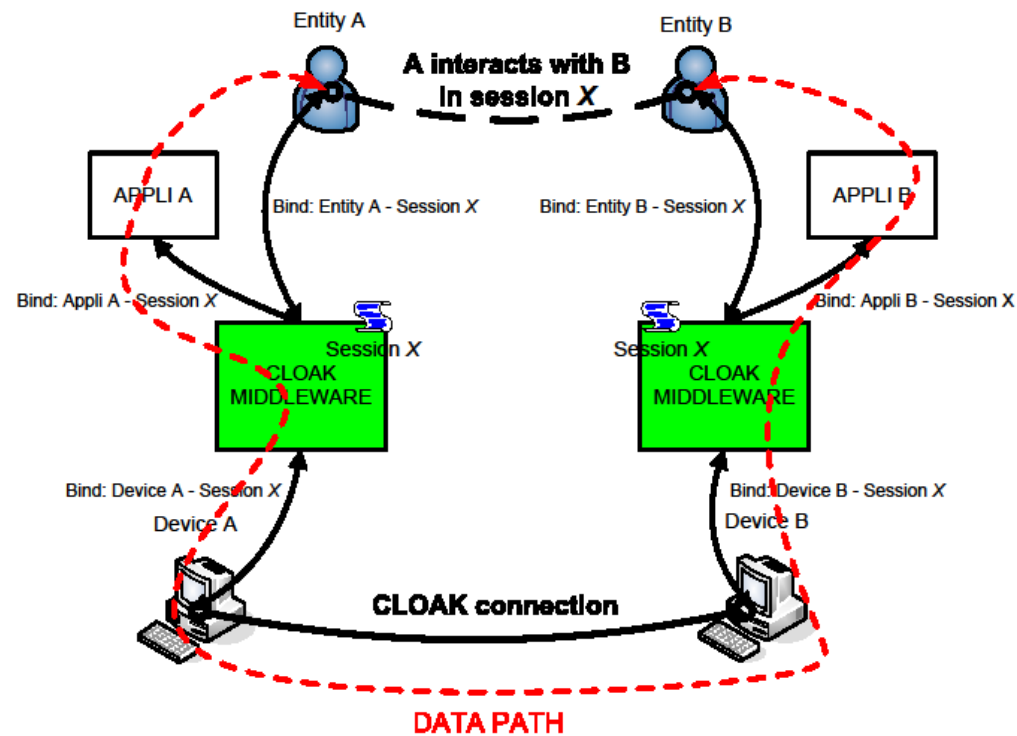 Entity A
Entity B
A interacts with B
in session X
APPLI A
APPLI B
Bind: Entity A - Session X
Bind: Entity B - Session X
Bind: Appli A - Session X
Bind: Appli B - Session X
Session X
Session X
CLOAK
MIDDLEWARE
CLOAK
MIDDLEWARE
Bind: Device A - Session X
Bind: Device B - Session X
Device A
Device B
CLOAK connection
DATA PATH